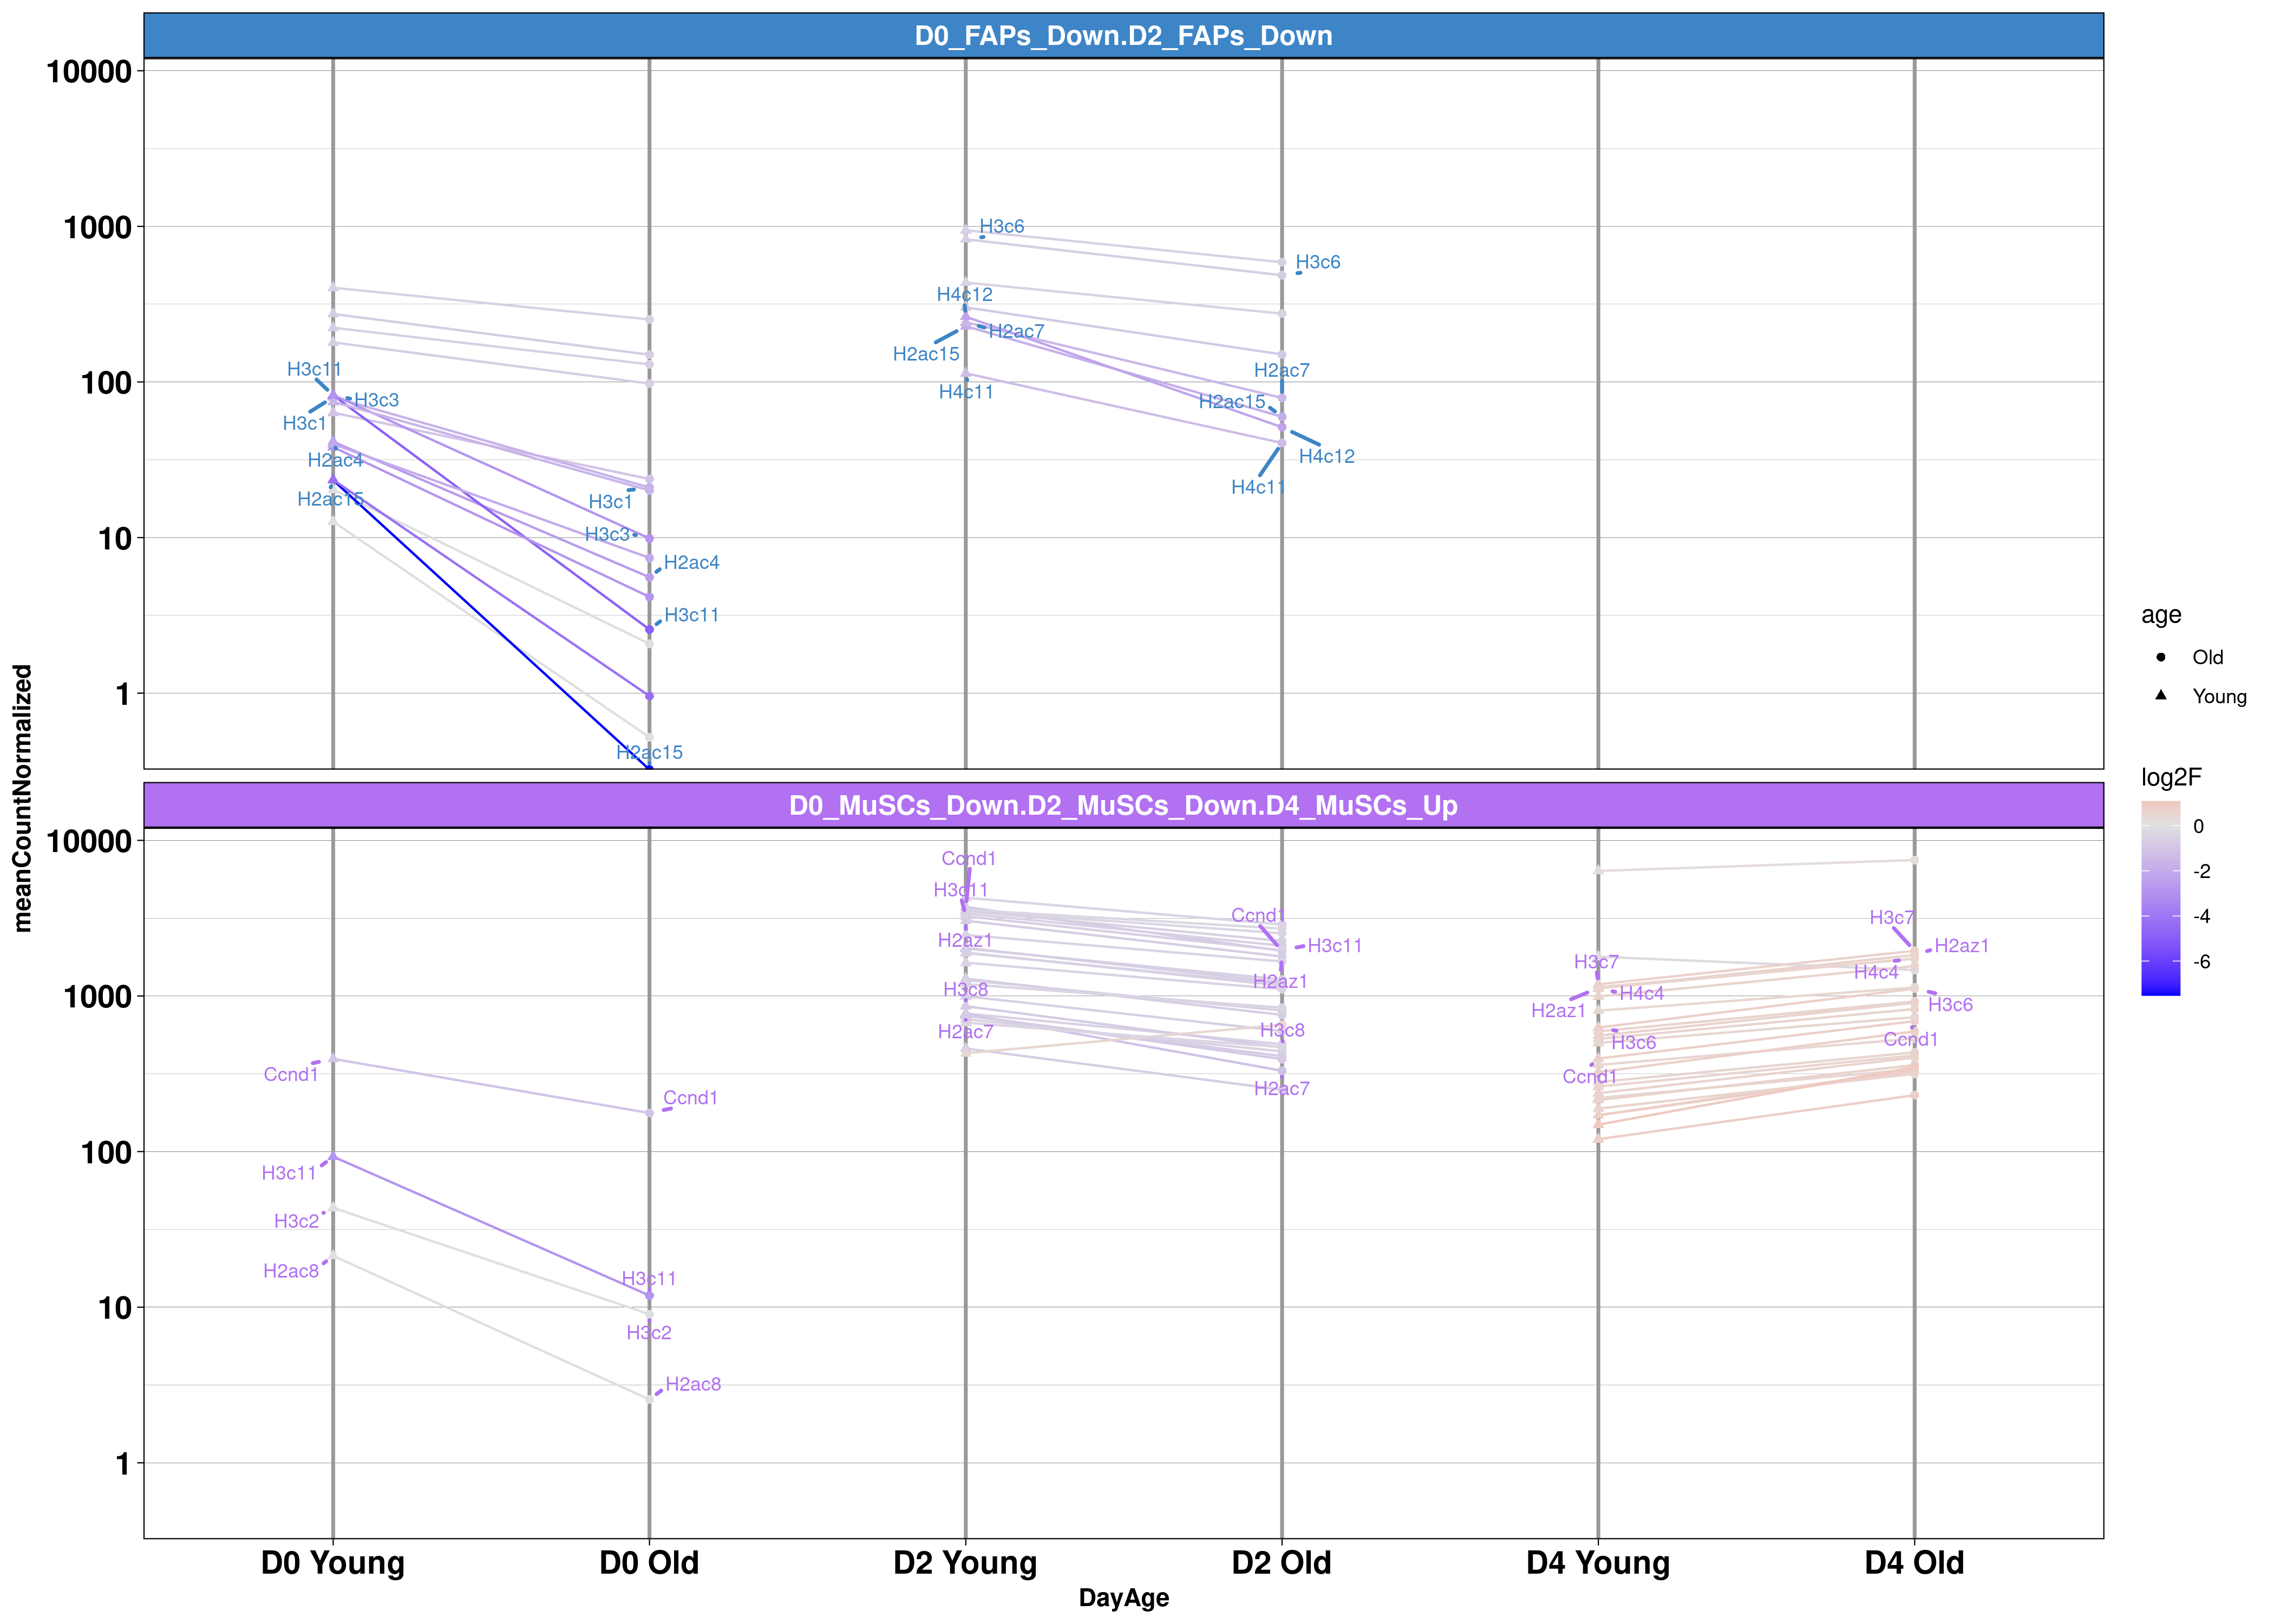 D0_FAPs_Down.D2_FAPs_Down
10000
1000
100
10
1
H3c11
H3c3
H3c1
H2ac4
H2ac15
H3c1
H3c3
H2ac4
H3c11
H2ac15
H3c6
H4c12
H2ac7
H2ac15
H4c11
H3c6
H2ac7
H2ac15
H4c12
H4c11
D0_MuSCs_Down.D2_MuSCs_Down.D4_MuSCs_Up
10000
1000
100
10
1
Ccnd1
H3c11
H3c2
H2ac8
Ccnd1
H3c11
H3c2
H2ac8
Ccnd1
H3c11
H2az1
H3c8
H2ac7
Ccnd1
H3c11
H2az1
H3c8
H2ac7
H3c7
H4c4
H2az1
H3c6
Ccnd1
H3c7
H2az1
H4c4
H3c6
Ccnd1
D0 Young
D0 Old
D2 Young
D2 Old
D4 Young
D4 Old
DayAge
meanCountNormalized
age
Old
Young
log2F
0
-2
-4
-6